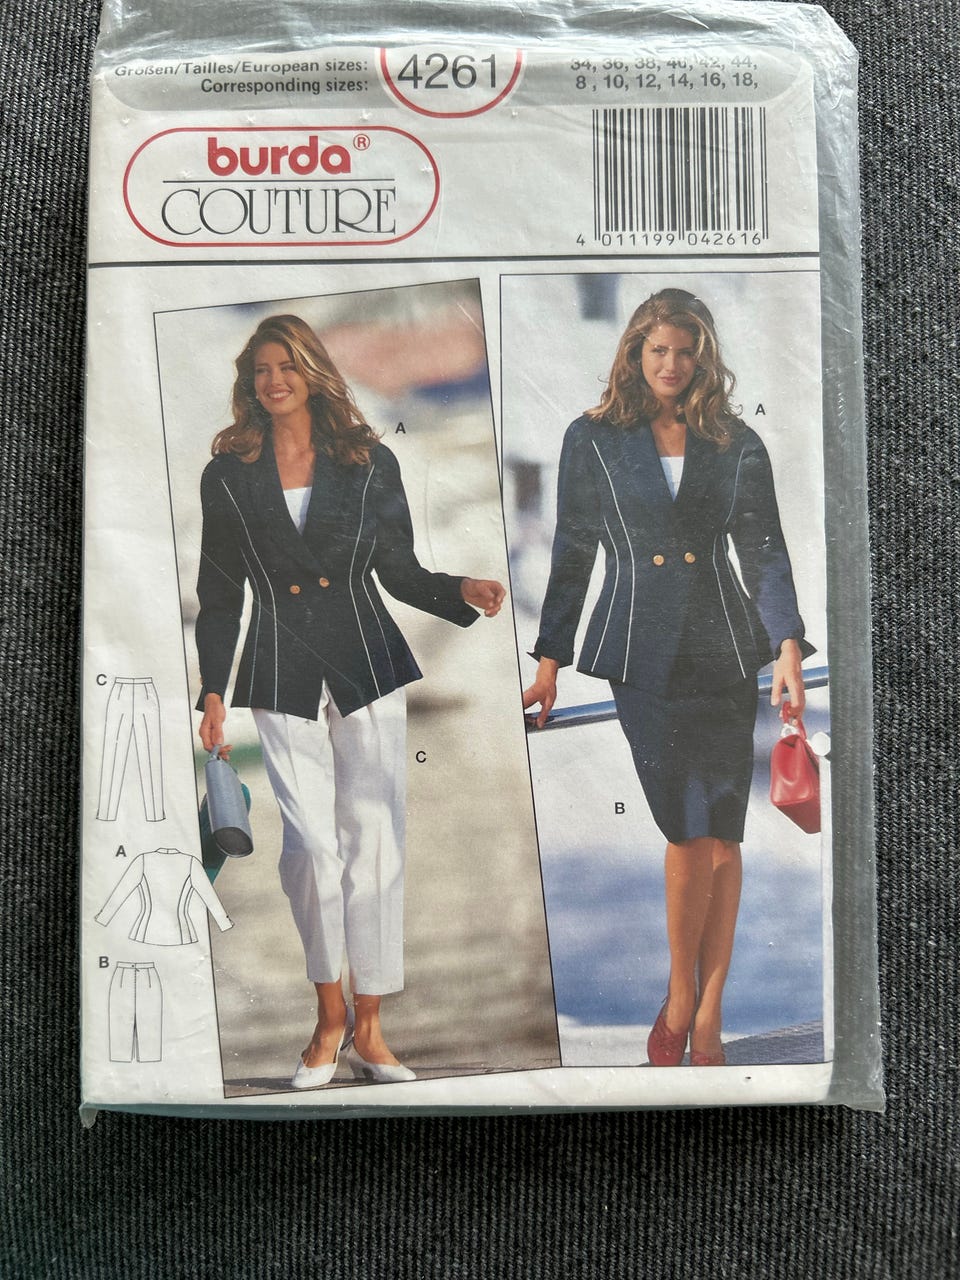 Größen/Tailles/European sizes: 4261 34, 36, 38, 40, 42, 44,
Corresponding sizes: 8, 10, 12, 14, 16, 18,
burda®
COUTURE
4 011199 042616
A
A
C
C
B
A
B